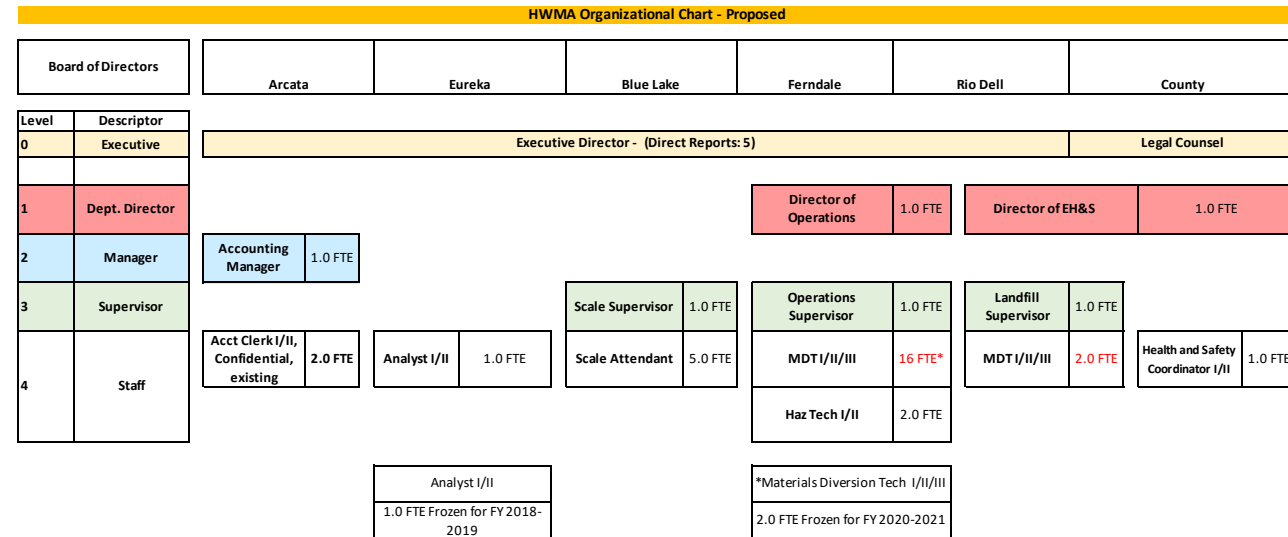 HWMA Organizational Chart - Proposed
Board of Directors
Arcata
Eureka
Blue Lake
Ferndale
Rio Dell
County
Level
Descriptor
0
Executive
Executive Director - (Direct Reports: 5)
Legal Counsel
1
Dept. Director
Director of
Operations
1.0 FTE
Director of EH&S
1.0 FTE
2
Manager
Accounting
Manager
1.0 FTE
3
Supervisor
Scale Supervisor
1.0 FTE
Operations
Supervisor
1.0 FTE
Landfill
Supervisor
1.0 FTE
4
Staff
Acct Clerk I/II,
Confidential,
existing
2.0 FTE
Analyst I/II
1.0 FTE
Scale Attendant
5.0 FTE
MDT I/II/III
16 FTE*
MDT I/II/III
2.0 FTE
Health and Safety
Coordinator I/II
1.0 FTE
Haz Tech I/II
2.0 FTE
Analyst I/II
1.0 FTE Frozen for FY 2018-
2019
*Materials Diversion Tech I/II/III
2.0 FTE Frozen for FY 2020-2021